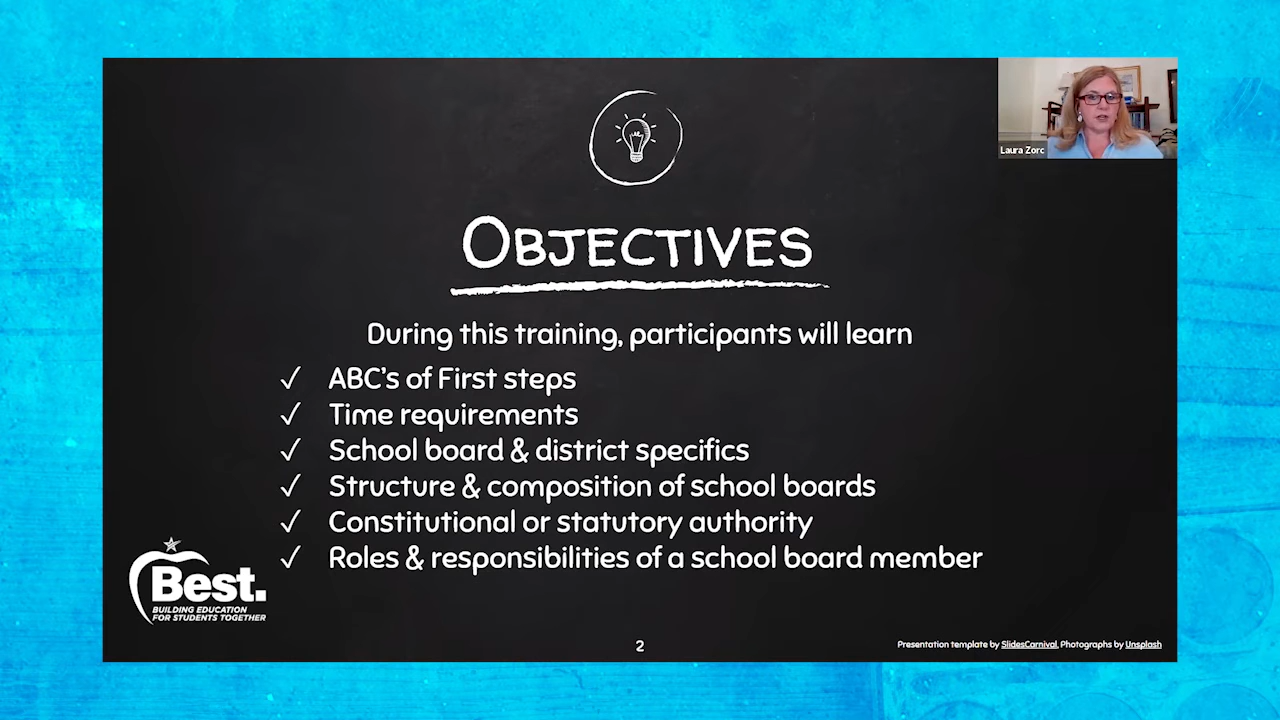 Laura Zorc
OBJECTIVES
During this training, participants will learn
✓ ABC's of First steps
✓ Time requirements
✓ School board & district specifics
✓ Structure & composition of school boards
✓ Constitutional or statutory authority
✓ Roles & responsibilities of a school board member
Best.
BUILDING EDUCATION
FOR STUDENTS TOGETHER
2
Presentation template by SlidesCarnival Photographs by Unsplash